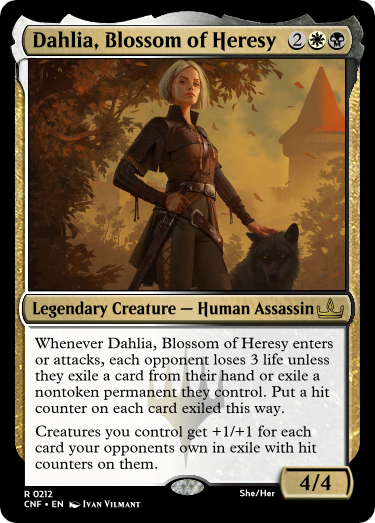 Dahlia, Blossom of Heresy 2
Legendary Creature — Human Assassin
Whenever Dahlia, Blossom of Heresy enters
or attacks, each opponent loses 3 life unless
they exile a card from their hand or exile a
nontoken permanent they control. Put a hit
counter on each card exiled this way.
Creatures you control get +1/+1 for each
card your opponents own in exile with hit
counters on them.
4/4
R 0212
She/Her
CNF • EN Ivan Vilmant